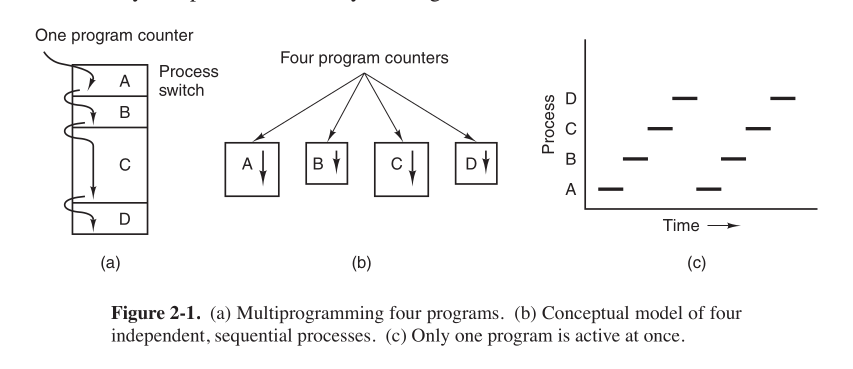 One program counter
Process
switch
A
B
C
D
(a)
Four program counters
A
B
C
D
(b)
Process
D
C
B
A
Time
(c)
Figure 2-1. (a) Multiprogramming four programs. (b) Conceptual model of four
independent, sequential processes. (c) Only one program is active at once.